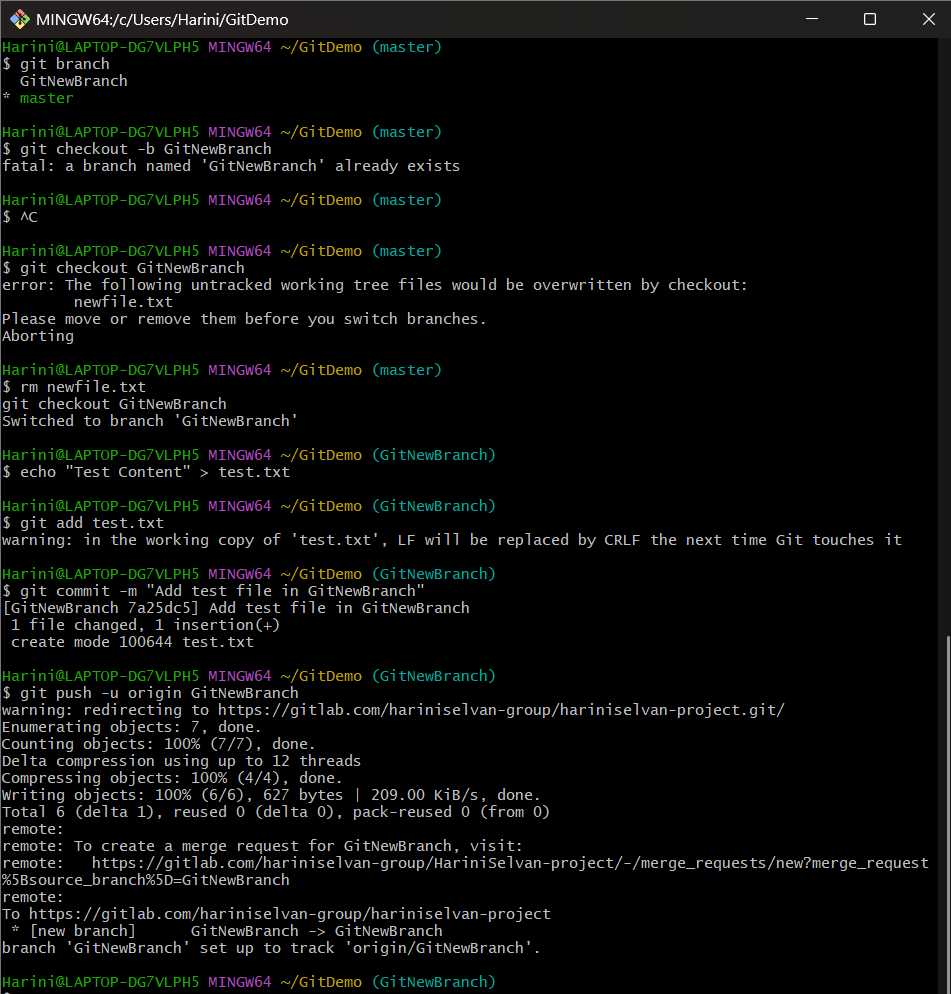 MINGW64:/c/Users/Harini/GitDemo
Harini@LAPTOP-DG7VLPH5 MINGW64 ~/GitDemo (master)
$ git branch
  GitNewBranch
* master

Harini@LAPTOP-DG7VLPH5 MINGW64 ~/GitDemo (master)
$ git checkout -b GitNewBranch
fatal: a branch named 'GitNewBranch' already exists

Harini@LAPTOP-DG7VLPH5 MINGW64 ~/GitDemo (master)
$ ^C

Harini@LAPTOP-DG7VLPH5 MINGW64 ~/GitDemo (master)
$ git checkout GitNewBranch
error: The following untracked working tree files would be overwritten by checkout:
        newfile.txt
Please move or remove them before you switch branches.
Aborting

Harini@LAPTOP-DG7VLPH5 MINGW64 ~/GitDemo (master)
$ rm newfile.txt
git checkout GitNewBranch
Switched to branch 'GitNewBranch'

Harini@LAPTOP-DG7VLPH5 MINGW64 ~/GitDemo (GitNewBranch)
$ echo "Test Content" > test.txt

Harini@LAPTOP-DG7VLPH5 MINGW64 ~/GitDemo (GitNewBranch)
$ git add test.txt
warning: in the working copy of 'test.txt', LF will be replaced by CRLF the next time Git touches it

Harini@LAPTOP-DG7VLPH5 MINGW64 ~/GitDemo (GitNewBranch)
$ git commit -m "Add test file in GitNewBranch"
[GitNewBranch 7a25dc5] Add test file in GitNewBranch
 1 file changed, 1 insertion(+)
 create mode 100644 test.txt

Harini@LAPTOP-DG7VLPH5 MINGW64 ~/GitDemo (GitNewBranch)
$ git push -u origin GitNewBranch
warning: redirecting to https://gitlab.com/hariniselvan-group/hariniselvan-project.git/
Enumerating objects: 7, done.
Counting objects: 100% (7/7), done.
Delta compression using up to 12 threads
Compressing objects: 100% (4/4), done.
Writing objects: 100% (6/6), 627 bytes | 209.00 KiB/s, done.
Total 6 (delta 1), reused 0 (delta 0), pack-reused 0 (from 0)
remote:
remote: To create a merge request for GitNewBranch, visit:
remote:   https://gitlab.com/hariniselvan-group/HariniSelvan-project/-/merge_requests/new?merge_request
%5Bsource_branch%5D=GitNewBranch
remote:
To https://gitlab.com/hariniselvan-group/hariniselvan-project
 * [new branch]      GitNewBranch -> GitNewBranch
branch 'GitNewBranch' set up to track 'origin/GitNewBranch'.

Harini@LAPTOP-DG7VLPH5 MINGW64 ~/GitDemo (GitNewBranch)